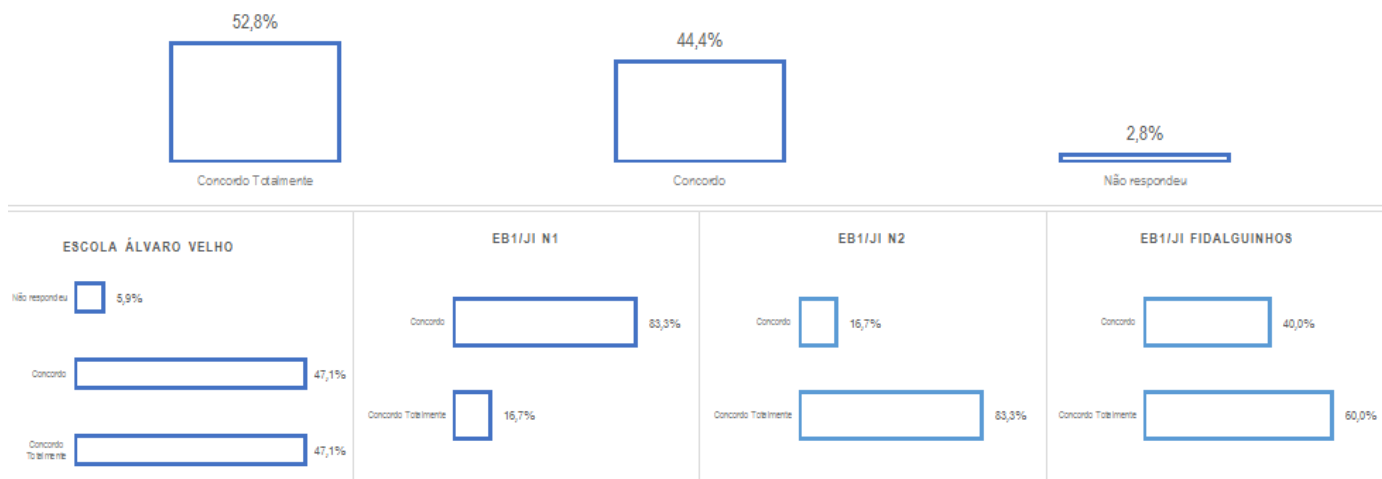 52,8%
44,4%
2,8%
Concordo Totalmente
Concordo
Não respondeu
ESCOLA ÁLVARO VELHO
Não respondeu
5,9%
Concordo
47,1%
Concordo
Totalmente
47,1%
EB1/JI N1
Concordo
83,3%
Concordo Totalmente
16,7%
EB1/JI N2
Concordo
16,7%
Concordo Totalmente
83,3%
EB1/JI FIDALGUINHOS
Concordo
40,0%
Concordo Totalmente
60,0%